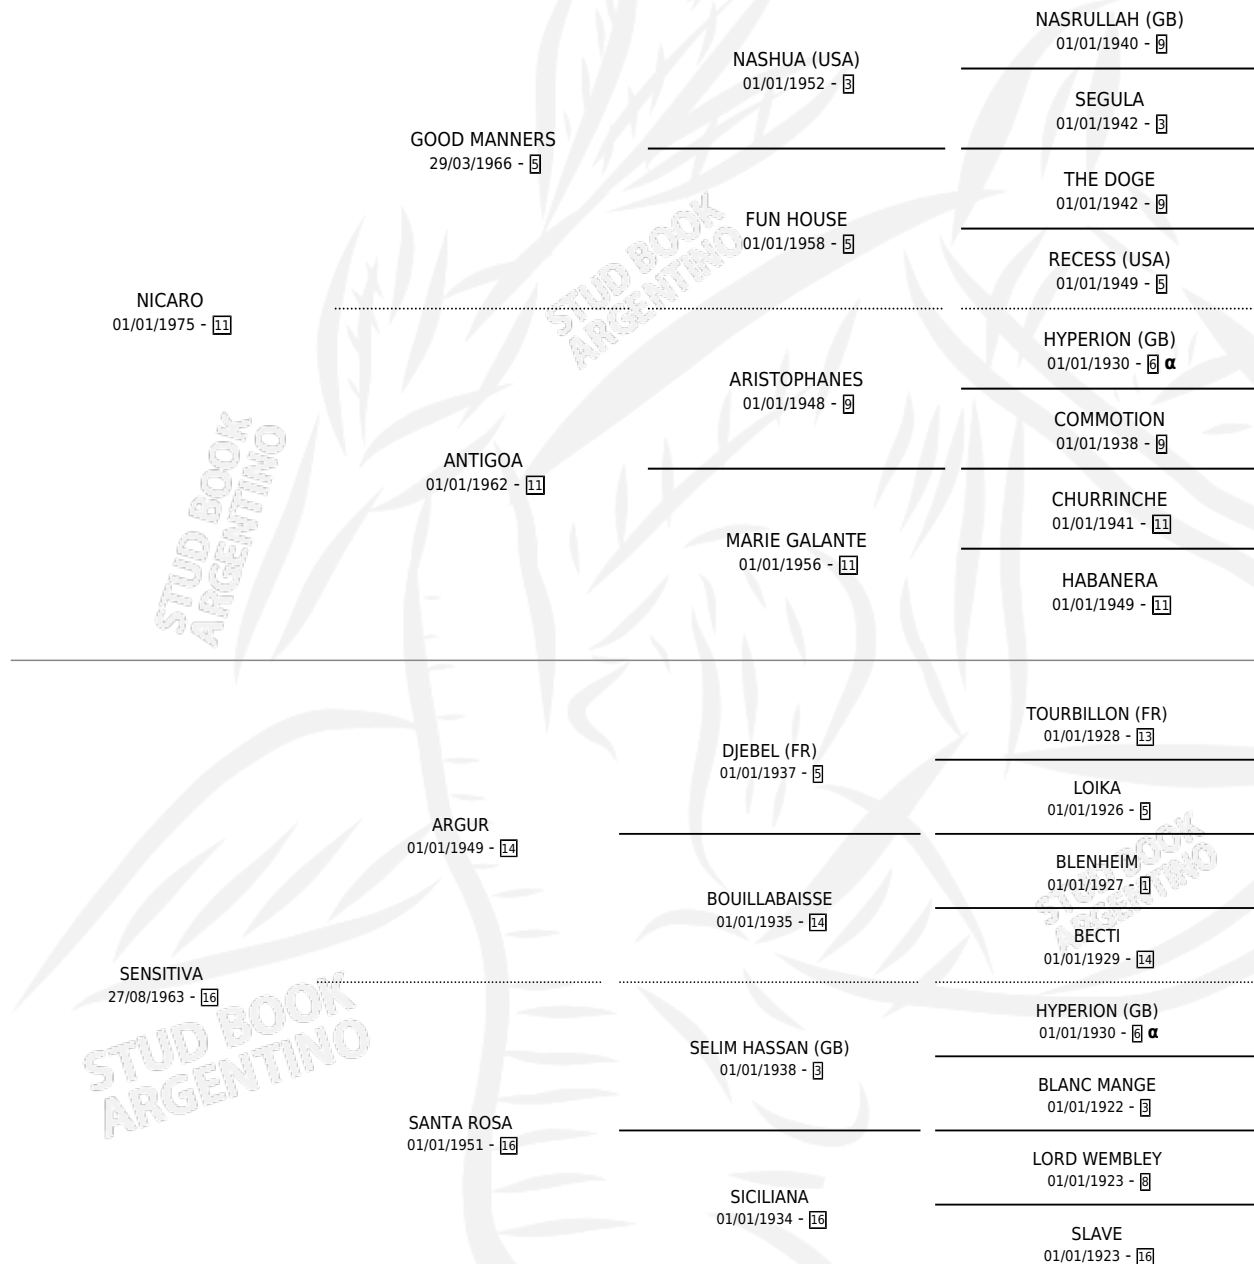 NICARO
01/01/1975 - 11
GOOD MANNERS
29/03/1966 - 5
NASHUA (USA)
01/01/1952 - 3
NASRULLAH (GB)
01/01/1940 - 9
SEGULA
01/01/1942 - 3
FUN HOUSE
01/01/1958 - 5
THE DOGE
01/01/1942 - 9
RECESS (USA)
01/01/1949 - 5
ANTIGOA
01/01/1962 - 11
ARISTOPHANES
01/01/1948 - 9
HYPERION (GB)
01/01/1930 - 6 α
COMMOTION
01/01/1938 - 9
MARIE GALANTE
01/01/1956 - 11
CHURRINCHE
01/01/1941 - 11
HABANERA
01/01/1949 - 11
SENSITIVA
27/08/1963 - 16
ARGUR
01/01/1949 - 14
DJEBEL (FR)
01/01/1937 - 5
TOURBILLON (FR)
01/01/1928 - 13
LOIKA
01/01/1926 - 5
BOUILLABAISSE
01/01/1935 - 14
BLENHEIM
01/01/1927 - 1
BECTI
01/01/1929 - 14
SANTA ROSA
01/01/1951 - 16
SELIM HASSAN (GB)
01/01/1938 - 3
HYPERION (GB)
01/01/1930 - 6 α
BLANC MANGE
01/01/1922 - 3
SICILIANA
01/01/1934 - 16
LORD WEMBLEY
01/01/1923 - 8
SLAVE
01/01/1923 - 16
STUD BOOK
ARGENTINO
STUD BOOK
ARGENTINO
STUD BOOK
ARGENTINO
STUD BOOK
ARGENTINO